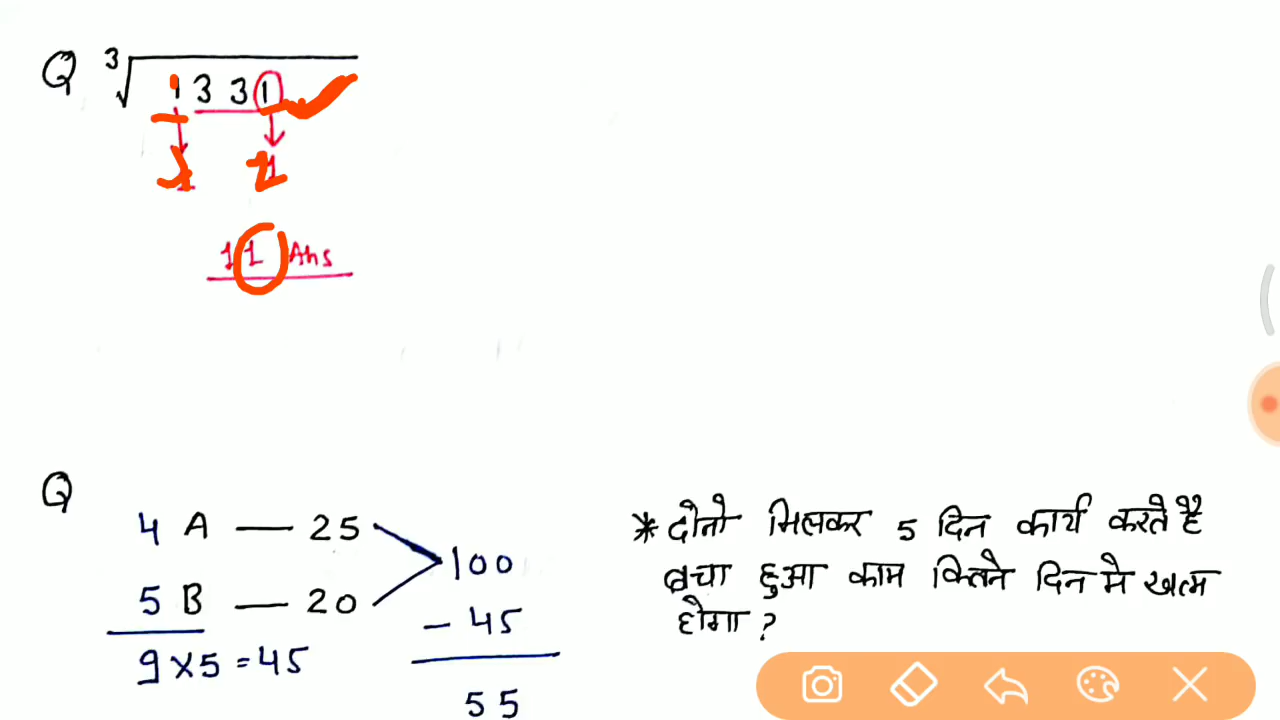 Q ³√1331
1 1
11 Ans
Q
4 A — 25
100
5 B — 20
- 45
9 x 5 = 45
55
* दोनो मिलकर 5 दिन कार्य करते है
बचा हुआ काम कितने दिन मे खत्म
होगा ?